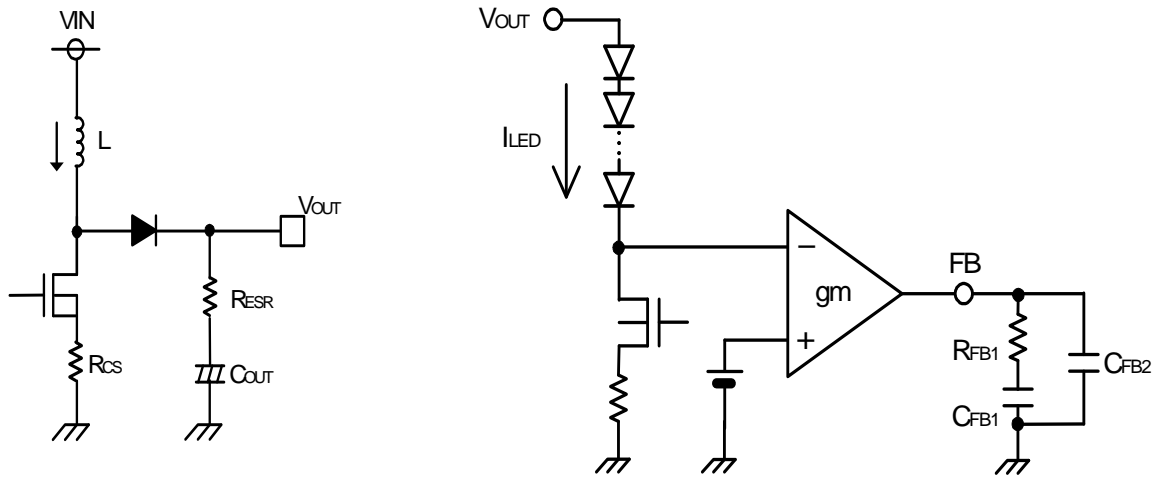 VIN
L
VOUT
RESR
RCS
COUT
VOUT
ILED
−
gm
+
FB
RFB1
CFB2
CFB1